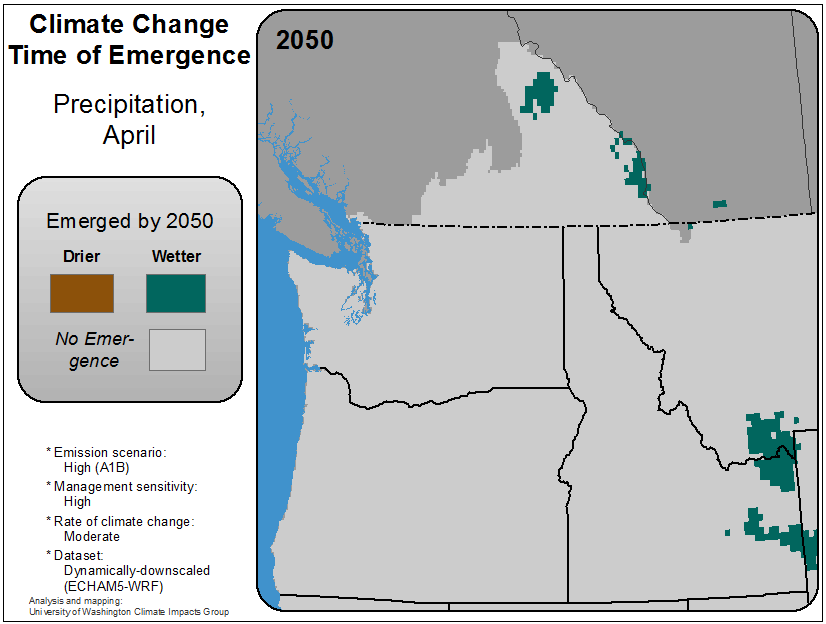 Climate Change
Time of Emergence
Precipitation,
April
2050
Emerged by 2050
Drier
Wetter
No Emer-
gence
* Emission scenario:
High (A1B)
* Management sensitivity:
High
* Rate of climate change:
Moderate
* Dataset:
Dynamically-downscaled
(ECHAM5-WRF)
Analysis and mapping:
University of Washington Climate Impacts Group